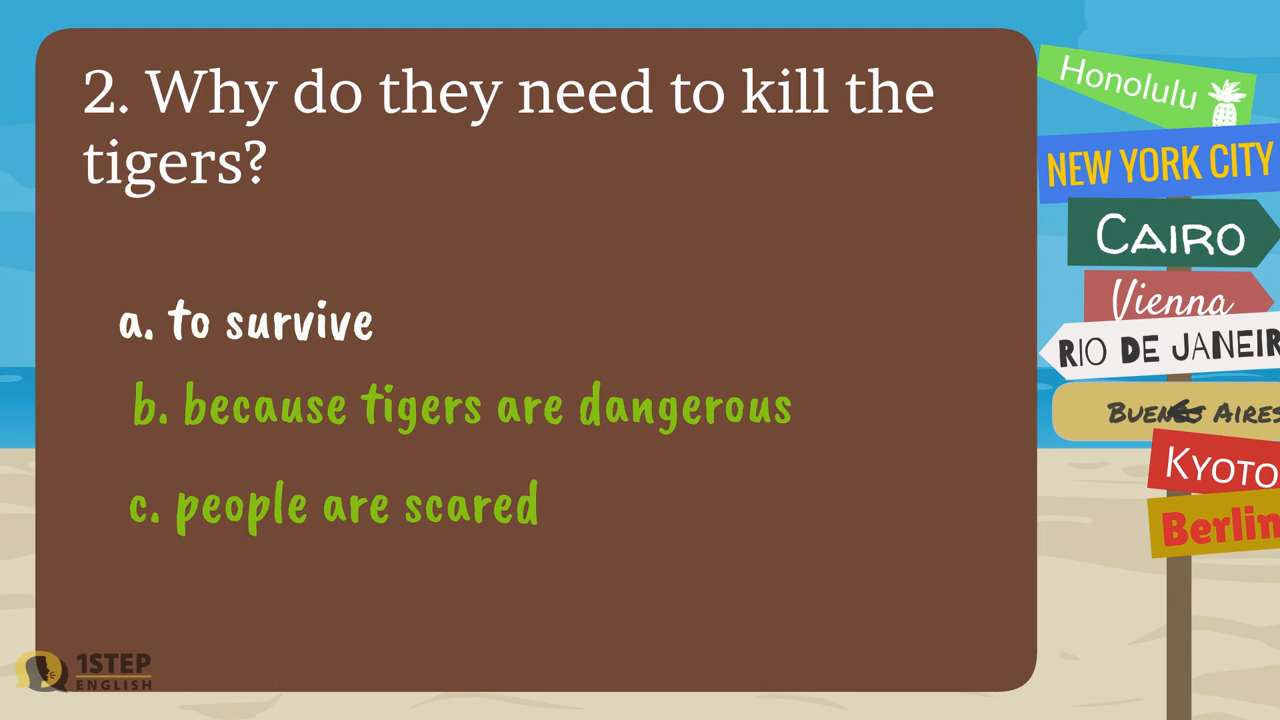 2. Why do they need to kill the
tigers?
a. to survive
b. because tigers are dangerous
c. people are scared
Honolulu
NEW YORK CITY
CAIRO
Vienna
RIO DE JANEIR
BUENOS AIRES
KYOTO
Berlin
1STEP
ENGLISH